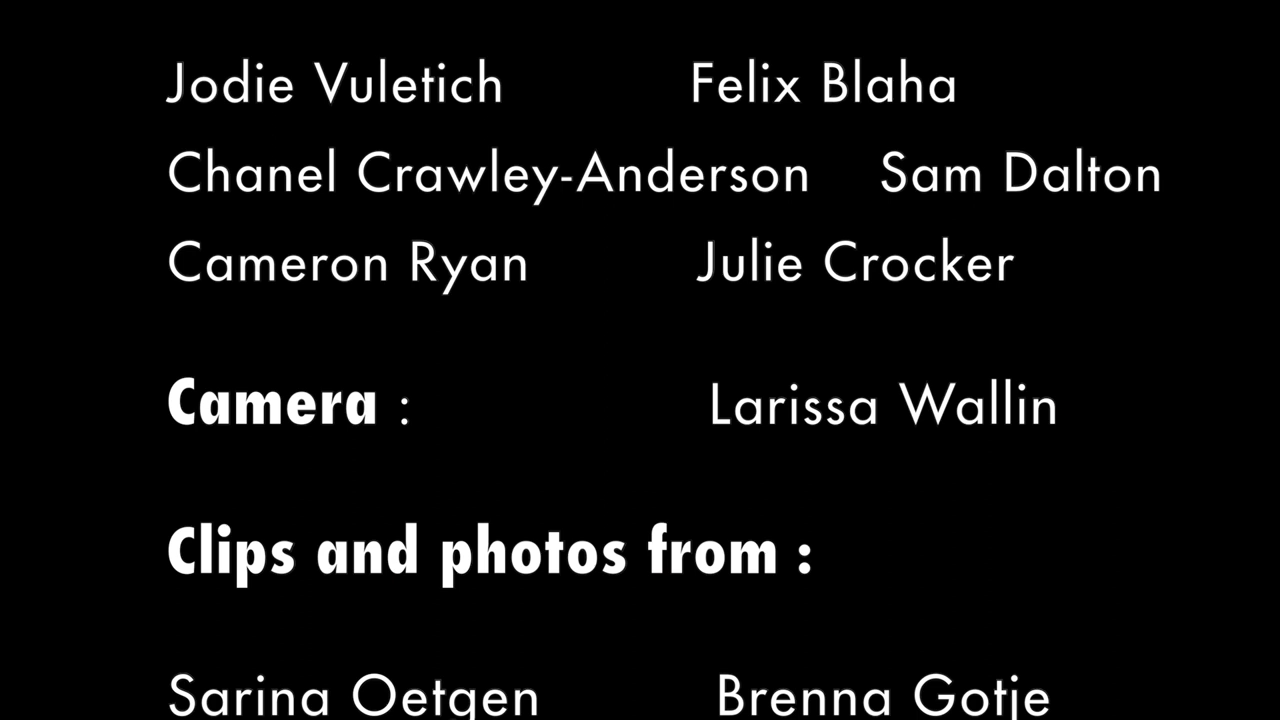 Jodie Vuletich Felix Blaha
Chanel Crawley-Anderson Sam Dalton
Cameron Ryan Julie Crocker
Camera : Larissa Wallin
Clips and photos from :
Sarina Oetgen Brenna Gotje